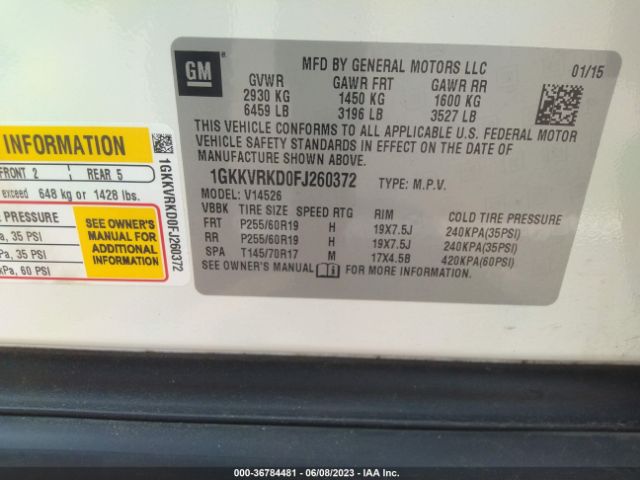 GM
MFD BY GENERAL MOTORS LLC 01/15
GVWR GAWR FRT GAWR RR
2930 KG 1450 KG 1600 KG
6459 LB 3196 LB 3527 LB
THIS VEHICLE CONFORMS TO ALL APPLICABLE U.S. FEDERAL MOTOR
VEHICLE SAFETY STANDARDS IN EFFECT ON THE DATE OF
MANUFACTURE SHOWN ABOVE.
1GKKVRKD0FJ260372 TYPE: M.P.V.
MODEL: V14526
VBBK TIRE SIZE SPEED RTG RIM COLD TIRE PRESSURE
FRT P255/60R19 H 19X7.5J 240KPA(35PSI)
RR P255/60R19 H 19X7.5J 240KPA(35PSI)
SPA T145/70R17 M 17X4.5B 420KPA(60PSI)
SEE OWNER'S MANUAL FOR MORE INFORMATION
INFORMATION
FRONT 2 REAR 5
exceed 648 kg or 1428 lbs.
PRESSURE
a, 35 PSI
a, 35 PSI
Pa, 60 PSI
SEE OWNER'S
MANUAL FOR
ADDITIONAL
INFORMATION
1GKKVRKD0FJ260372
© 36784481 - 06/08/2023 - IAA Inc.